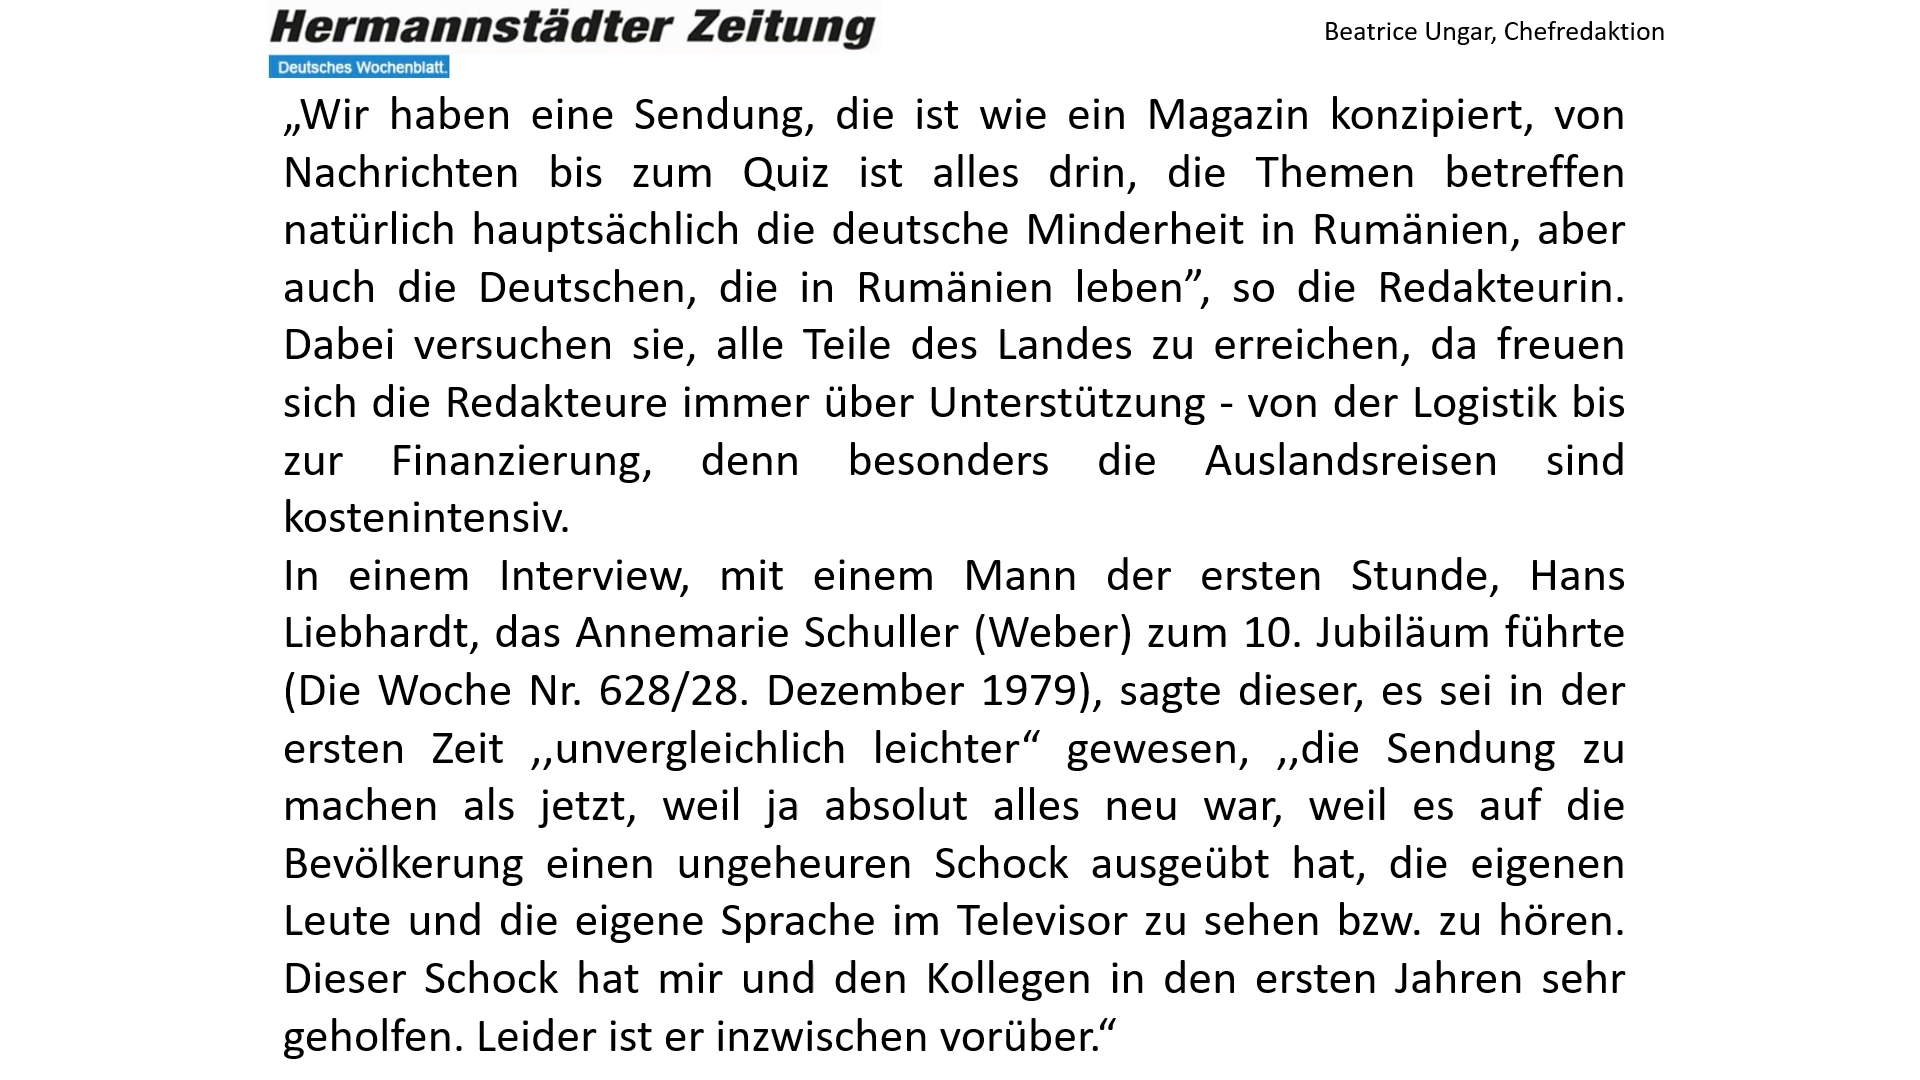 Hermannstädter Zeitung
Beatrice Ungar, Chefredaktion
Deutsches Wochenblatt.
„Wir haben eine Sendung, die ist wie ein Magazin konzipiert, von
Nachrichten bis zum Quiz ist alles drin, die Themen betreffen
natürlich hauptsächlich die deutsche Minderheit in Rumänien, aber
auch die Deutschen, die in Rumänien leben”, so die Redakteurin.
Dabei versuchen sie, alle Teile des Landes zu erreichen, da freuen
sich die Redakteure immer über Unterstützung - von der Logistik bis
zur Finanzierung, denn besonders die Auslandsreisen sind
kostenintensiv.
In einem Interview, mit einem Mann der ersten Stunde, Hans
Liebhardt, das Annemarie Schuller (Weber) zum 10. Jubiläum führte
(Die Woche Nr. 628/28. Dezember 1979), sagte dieser, es sei in der
ersten Zeit ,,unvergleichlich leichter“ gewesen, ,,die Sendung zu
machen als jetzt, weil ja absolut alles neu war, weil es auf die
Bevölkerung einen ungeheuren Schock ausgeübt hat, die eigenen
Leute und die eigene Sprache im Televisor zu sehen bzw. zu hören.
Dieser Schock hat mir und den Kollegen in den ersten Jahren sehr
geholfen. Leider ist er inzwischen vorüber.“